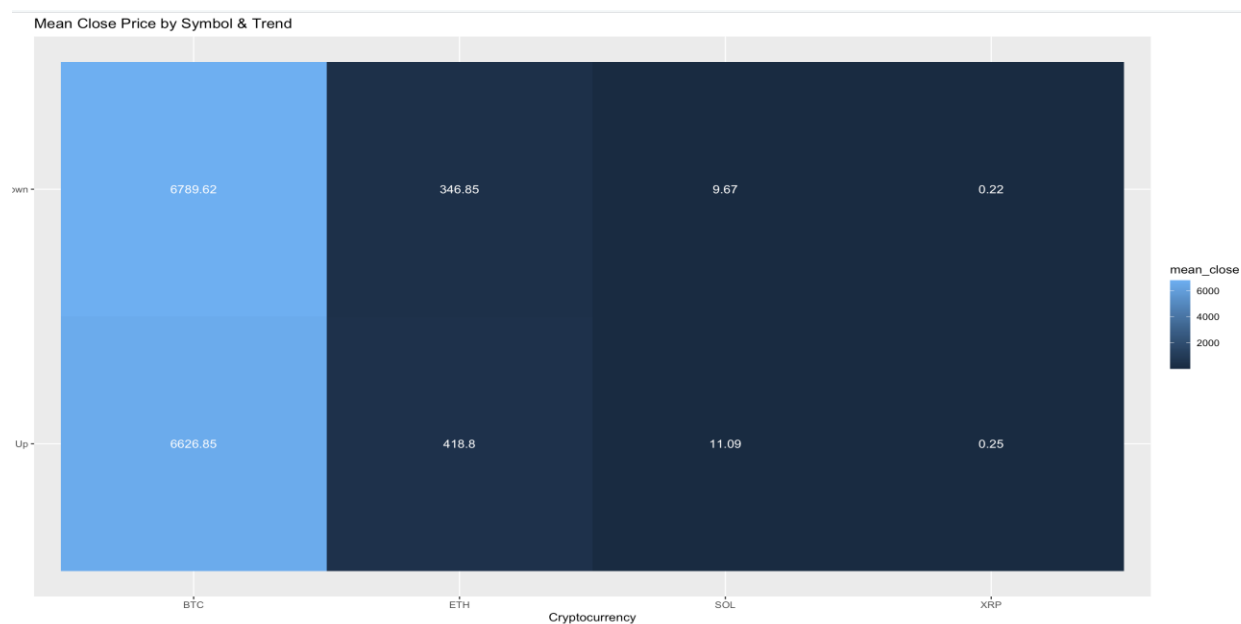 Mean Close Price by Symbol & Trend
own
6789.62 346.85 9.67 0.22
mean_close
6000
4000
2000
Up
6626.85 418.8 11.09 0.25
BTC ETH SOL XRP
Cryptocurrency